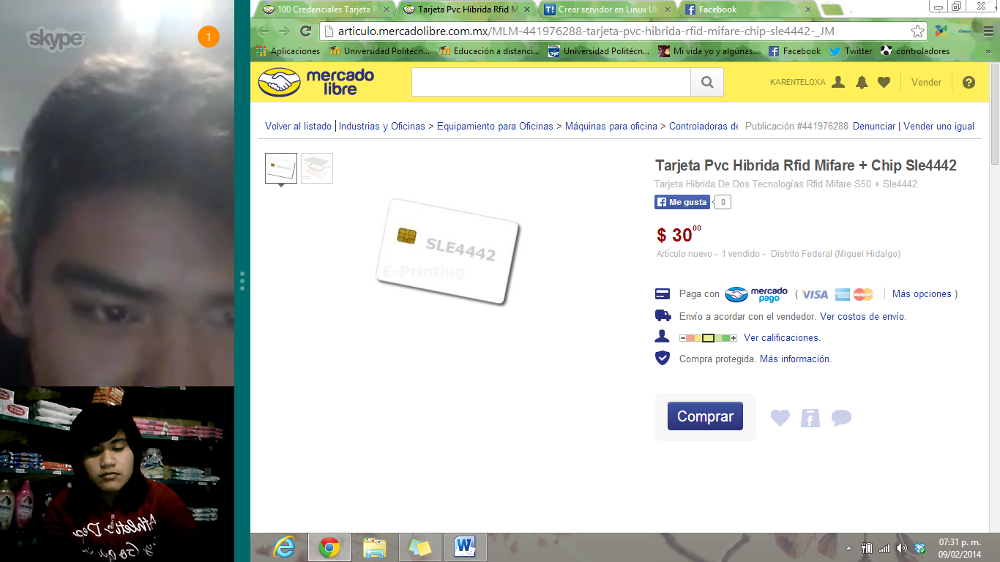 skype™
1
100 Credenciales Tarjeta P
Tarjeta Pvc Hibrida Rfid M
Crear servidor en Linux Ub
Facebook
articulo.mercadolibre.com.mx/MLM-441976288-tarjeta-pvc-hibrida-rfid-mifare-chip-sle4442-_JM
Aplicaciones
Universidad Politécn...
Educación a distanci...
Universidad Politécn...
Mi vida yo y algunas...
Facebook
Twitter
controladores
»
mercado
libre
KARENTELOXA
Vender
Volver al listado | Industrias y Oficinas > Equipamiento para Oficinas > Máquinas para oficina > Controladoras de
Publicación #441976288 Denunciar | Vender uno igual
SLE4442
E-Printing
Tarjeta Pvc Hibrida Rfid Mifare + Chip Sle4442
Tarjeta Hibrida De Dos Tecnologías Rfid Mifare S50 + Sle4442
Me gusta 0
$ 30 00
Artículo nuevo - 1 vendido - Distrito Federal (Miguel Hidalgo)
Paga con mercado pago ( VISA MasterCard | Más opciones )
Envío a acordar con el vendedor. Ver costos de envío.
Ver calificaciones.
Compra protegida. Más información.
Comprar
Athletic Dep
07:31 p. m.
09/02/2014